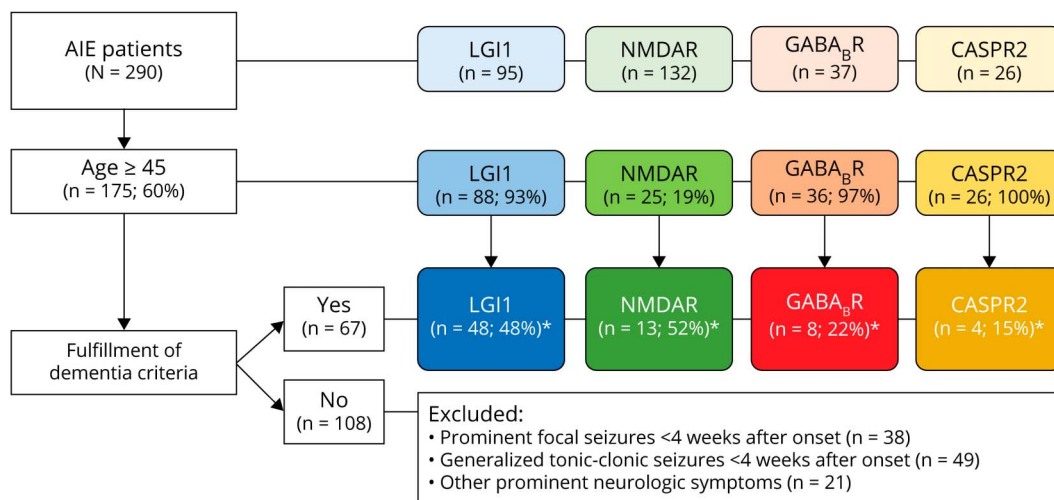 AIE patients
(N = 290)
LGI1
(n = 95)
NMDAR
(n = 132)
GABA_BR
(n = 37)
CASPR2
(n = 26)
Age ≥ 45
(n = 175; 60%)
LGI1
(n = 88; 93%)
NMDAR
(n = 25; 19%)
GABA_BR
(n = 36; 97%)
CASPR2
(n = 26; 100%)
Fulfillment of
dementia criteria
Yes
(n = 67)
LGI1
(n = 48; 48%)*
NMDAR
(n = 13; 52%)*
GABA_BR
(n = 8; 22%)*
CASPR2
(n = 4; 15%)*
No
(n = 108)
Excluded:
• Prominent focal seizures <4 weeks after onset (n = 38)
• Generalized tonic-clonic seizures <4 weeks after onset (n = 49)
• Other prominent neurologic symptoms (n = 21)